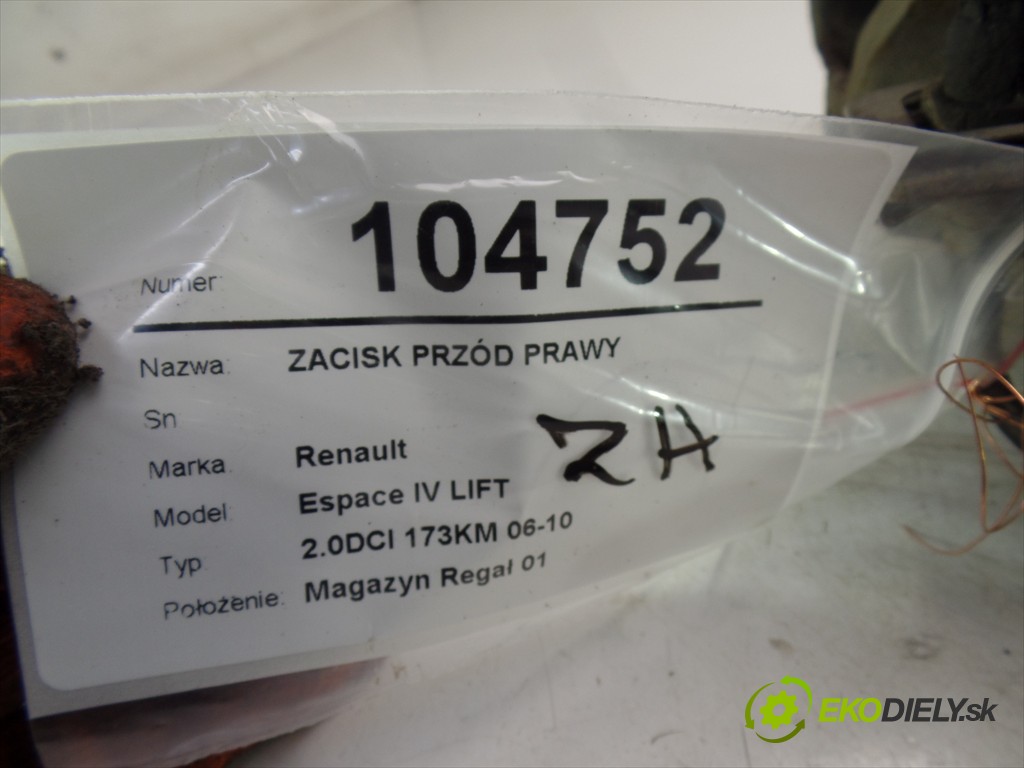 Numer: 104752
Nazwa: ZACISK PRZÓD PRAWY
Sn
Marka: Renault
ZH
Model: Espace IV LIFT
Typ: 2.0DCI 173KM 06-10
Położenie: Magazyn Regał 01
EKODIELY.sk